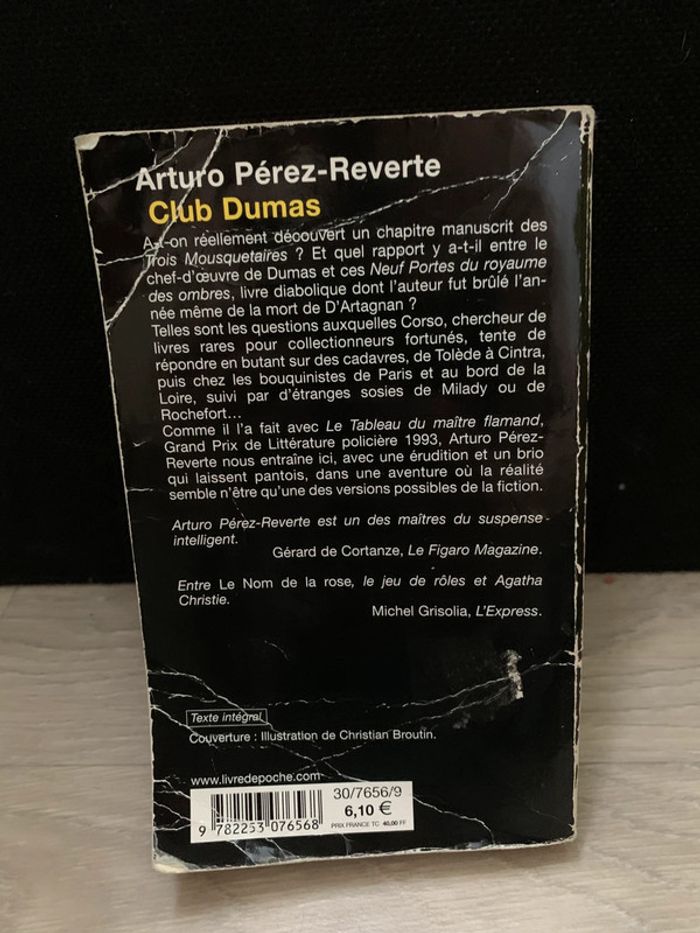 Arturo Pérez-Reverte
Club Dumas
A-t-on réellement découvert un chapitre manuscrit des
Trois Mousquetaires ? Et quel rapport y a-t-il entre le
chef-d'œuvre de Dumas et ces Neuf Portes du royaume
des ombres, livre diabolique dont l'auteur fut brûlé l'an-
née même de la mort de D'Artagnan ?
Telles sont les questions auxquelles Corso, chercheur de
livres rares pour collectionneurs fortunés, tente de
répondre en butant sur des cadavres, de Tolède à Cintra,
puis chez les bouquinistes de Paris et au bord de la
Loire, suivi par d'étranges sosies de Milady ou de
Rochefort...
Comme il l'a fait avec Le Tableau du maître flamand,
Grand Prix de Littérature policière 1993, Arturo Pérez-
Reverte nous entraîne ici, avec une érudition et un brio
qui laissent pantois, dans une aventure où la réalité
semble n'être qu'une des versions possibles de la fiction.
Arturo Pérez-Reverte est un des maîtres du suspense
intelligent.
Gérard de Cortanze, Le Figaro Magazine.
Entre Le Nom de la rose, le jeu de rôles et Agatha
Christie.
Michel Grisolia, L'Express.
Texte intégral
Couverture : Illustration de Christian Broutin.
www.livredepoche.com
30/7656/9
6,10 €
PRIX FRANCE TC 40,00 FF
9 782253 076568